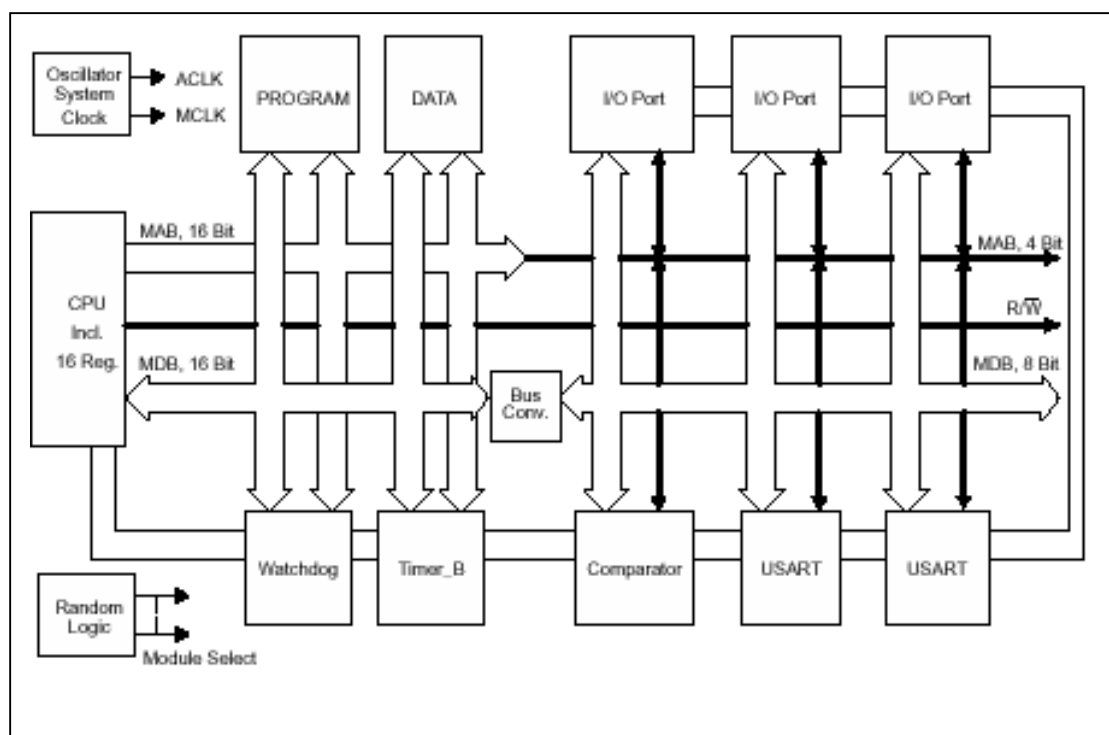 Oscillator
System
Clock
ACLK
MCLK
PROGRAM
DATA
I/O Port
I/O Port
I/O Port
MAB, 16 Bit
MAB, 4 Bit
CPU
Incl.
16 Reg.
R/W̅
MDB, 16 Bit
MDB, 8 Bit
Bus
Conv.
Watchdog
Timer_B
Comparator
USART
USART
Random
Logic
Module Select